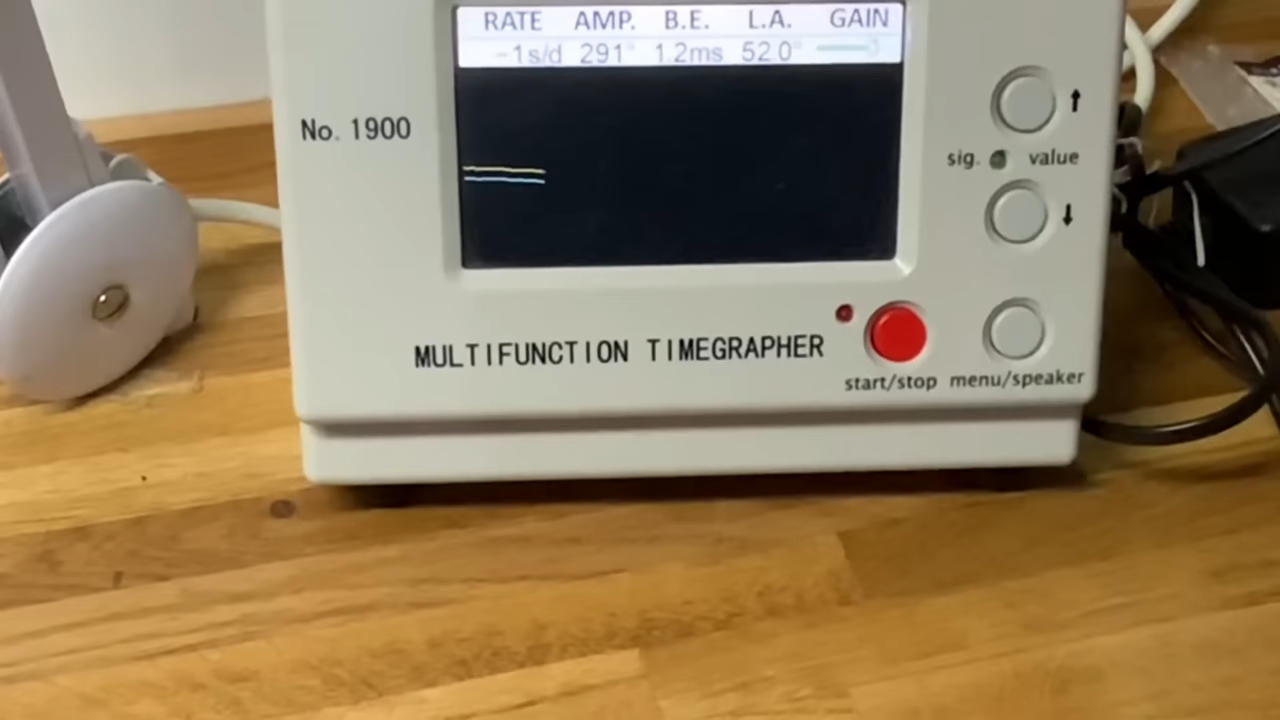 RATE AMP. B.E. L.A. GAIN
-1s/d 291° 1.2ms 52.0°
No. 1900
sig. value
MULTIFUNCTION TIMEGRAPHER
start/stop menu/speaker